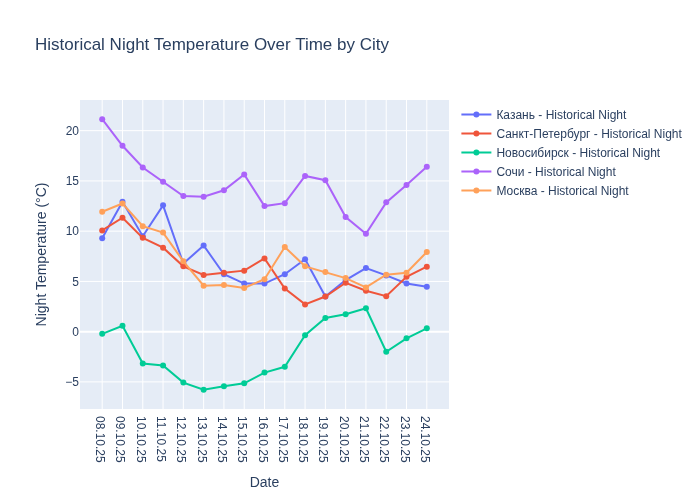 Historical Night Temperature Over Time by City
Night Temperature (°C)
20
15
10
5
0
−5
08.10.25
09.10.25
10.10.25
11.10.25
12.10.25
13.10.25
14.10.25
15.10.25
16.10.25
17.10.25
18.10.25
19.10.25
20.10.25
21.10.25
22.10.25
23.10.25
24.10.25
Date
Казань - Historical Night
Санкт-Петербург - Historical Night
Новосибирск - Historical Night
Сочи - Historical Night
Москва - Historical Night